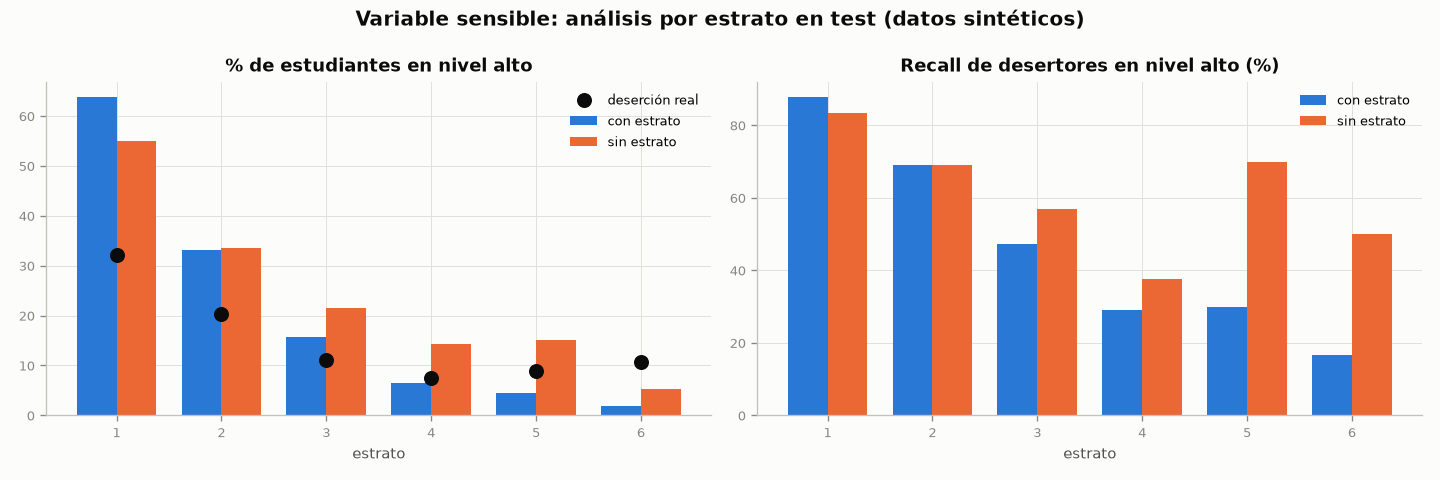 Variable sensible: análisis por estrato en test (datos sintéticos)
% de estudiantes en nivel alto
deserción real
con estrato
sin estrato
60
50
40
30
20
10
0
1 2 3 4 5 6
estrato
Recall de desertores en nivel alto (%)
con estrato
sin estrato
80
60
40
20
0
1 2 3 4 5 6
estrato